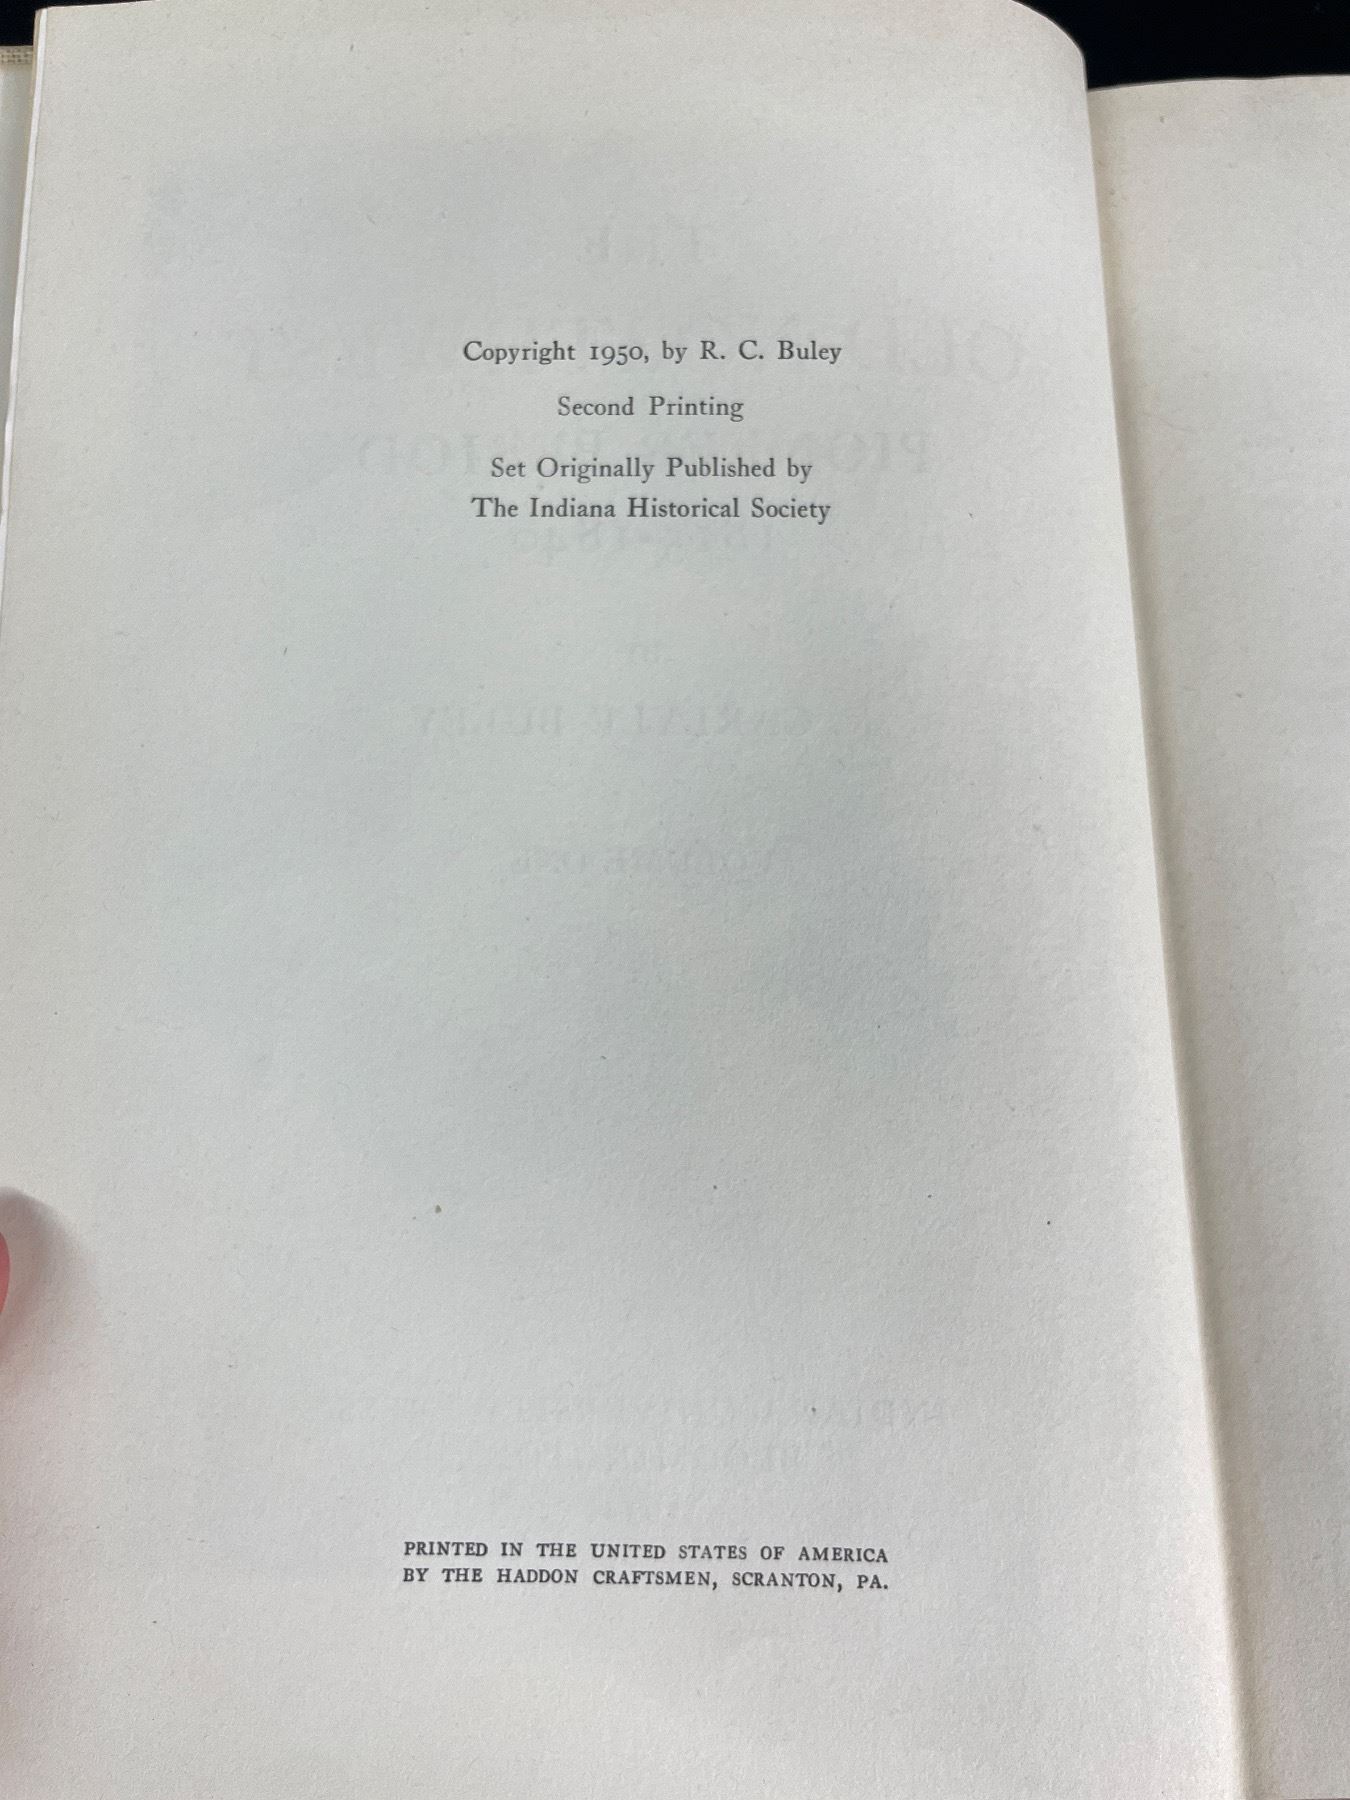 Copyright 1950, by R. C. Buley
Second Printing
Set Originally Published by
The Indiana Historical Society
PRINTED IN THE UNITED STATES OF AMERICA
BY THE HADDON CRAFTSMEN, SCRANTON, PA.